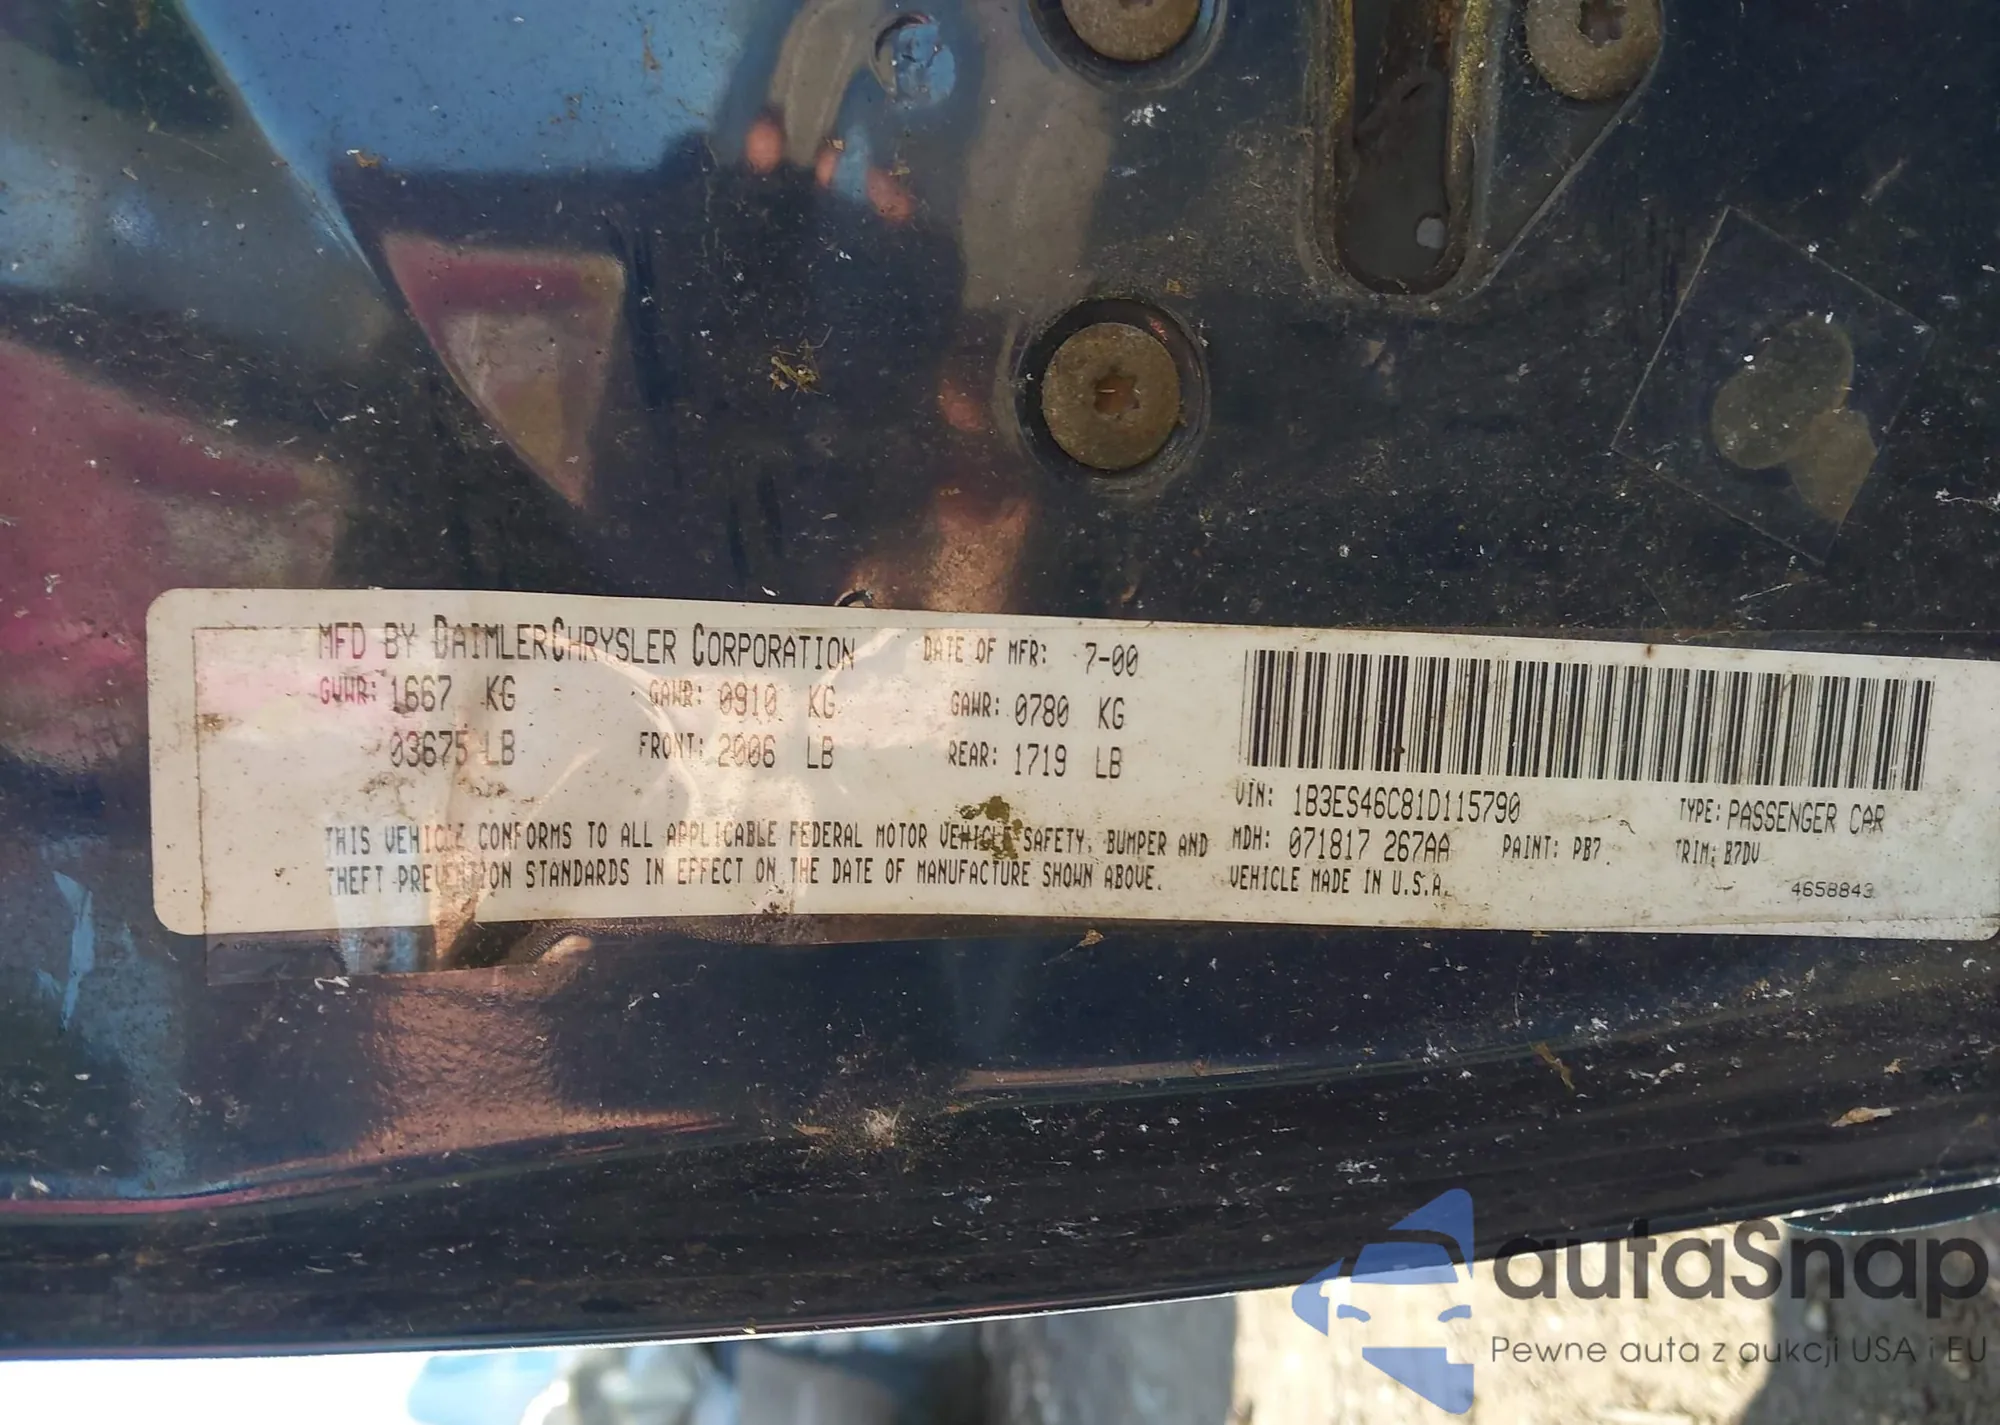 MFD BY DAIMLERCHRYSLER CORPORATION DATE OF MFR: 7-00
GVWR: 1667 KG GAWR: 0910 KG GAWR: 0780 KG
03675 LB FRONT: 2006 LB REAR: 1719 LB
THIS VEHICLE CONFORMS TO ALL APPLICABLE FEDERAL MOTOR VEHICLE SAFETY, BUMPER AND
THEFT PREVENTION STANDARDS IN EFFECT ON THE DATE OF MANUFACTURE SHOWN ABOVE.
VIN: 1B3ES46C81D115790 TYPE: PASSENGER CAR
MDH: 071817 267AA PAINT: PB7 TRIM: B7DV
VEHICLE MADE IN U.S.A. 4658843
autaSnap
Pewne auta z aukcji USA i EU